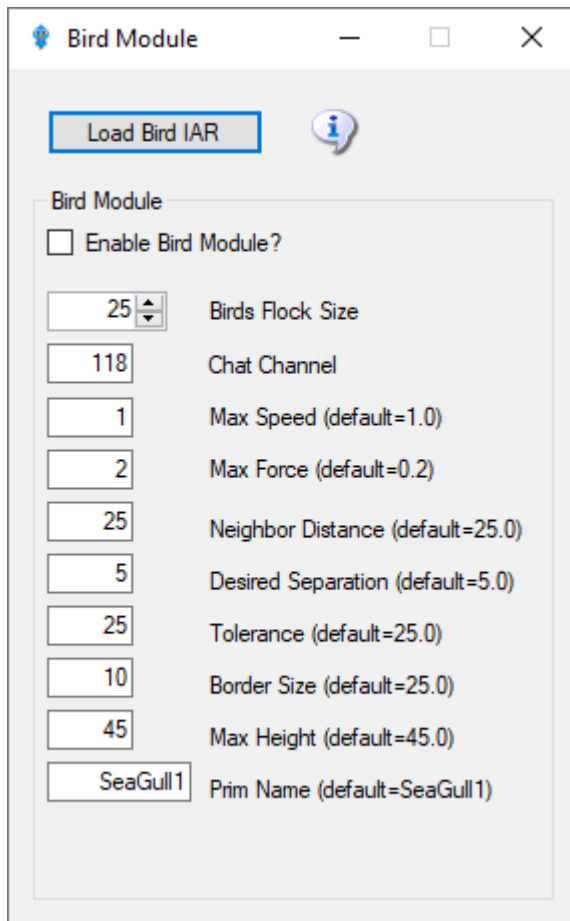 Bird Module
Load Bird IAR
Bird Module
Enable Bird Module?
25 Birds Flock Size
118 Chat Channel
1 Max Speed (default=1.0)
2 Max Force (default=0.2)
25 Neighbor Distance (default=25.0)
5 Desired Separation (default=5.0)
25 Tolerance (default=25.0)
10 Border Size (default=25.0)
45 Max Height (default=45.0)
SeaGull1 Prim Name (default=SeaGull1)